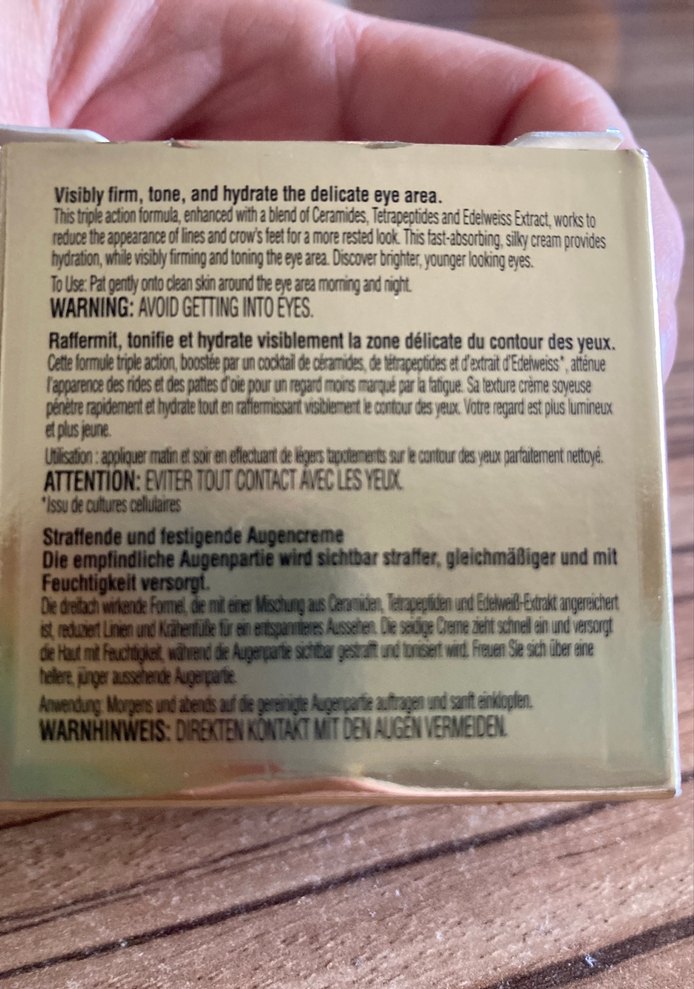 Visibly firm, tone, and hydrate the delicate eye area.
This triple action formula, enhanced with a blend of Ceramides, Tetrapeptides and Edelweiss Extract, works to
reduce the appearance of lines and crow's feet for a more rested look. This fast-absorbing, silky cream provides
hydration, while visibly firming and toning the eye area. Discover brighter, younger looking eyes.
To Use: Pat gently onto clean skin around the eye area morning and night.
WARNING: AVOID GETTING INTO EYES.
Raffermit, tonifie et hydrate visiblement la zone délicate du contour des yeux.
Cette formule triple action, boostée par un cocktail de céramides, de tétrapeptides et d'extrait d'Edelweiss*, atténue
l'apparence des rides et des pattes d'oie pour un regard moins marqué par la fatigue. Sa texture crème soyeuse
pénètre rapidement et hydrate tout en raffermissant visiblement le contour des yeux. Votre regard est plus lumineux
et plus jeune.
Utilisation : appliquer matin et soir en effectuant de légers tapotements sur le contour des yeux parfaitement nettoyé.
ATTENTION: EVITER TOUT CONTACT AVEC LES YEUX.
*Issu de cultures cellulaires
Straffende und festigende Augencreme
Die empfindliche Augenpartie wird sichtbar straffer, gleichmäßiger und mit
Feuchtigkeit versorgt.
Die dreifach wirkende Formel, die mit einer Mischung aus Ceramiden, Tetrapeptiden und Edelweiß-Extrakt angereichert
ist, reduziert Linien und Krähenfüße für ein entspannteres Aussehen. Die seidige Creme zieht schnell ein und versorgt
die Haut mit Feuchtigkeit, während die Augenpartie sichtbar gestrafft und tonisiert wird. Freuen Sie sich über eine
hellere, jünger aussehende Augenpartie.
Anwendung: Morgens und abends auf die gereinigte Augenpartie auftragen und sanft einklopfen.
WARNHINWEIS: DIREKTEN KONTAKT MIT DEN AUGEN VERMEIDEN.